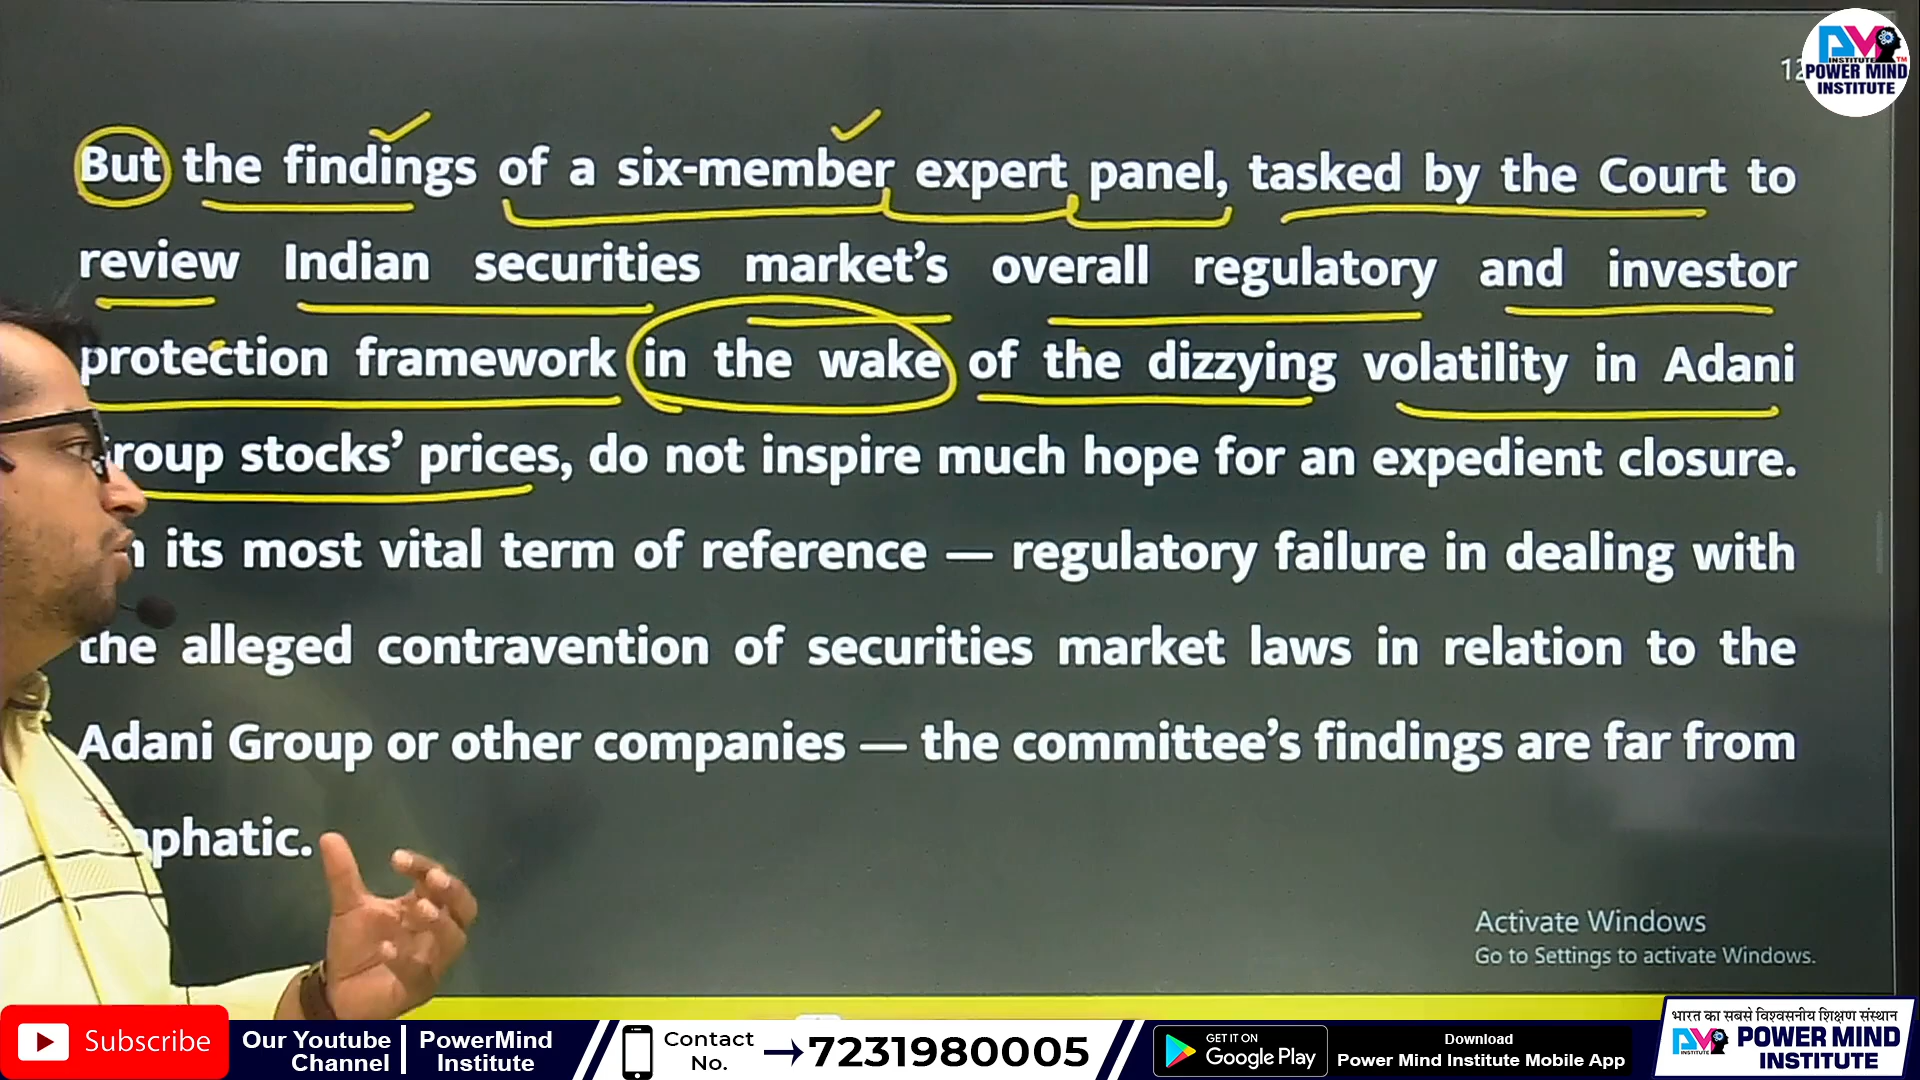 POWER MIND
INSTITUTE
But the findings of a six-member expert panel, tasked by the Court to
review Indian securities market's overall regulatory and investor
protection framework in the wake of the dizzying volatility in Adani
roup stocks' prices, do not inspire much hope for an expedient closure.
its most vital term of reference — regulatory failure in dealing with
the alleged contravention of securities market laws in relation to the
Adani Group or other companies — the committee's findings are far from
phatic.
Activate Windows
Go to Settings to activate Windows.
Subscribe
Our Youtube
Channel
PowerMind
Institute
Contact
No.
7231980005
GET IT ON
Google Play
Download
Power Mind Institute Mobile App
भारत का सबसे विश्वसनीय शिक्षण संस्थान
POWER MIND
INSTITUTE